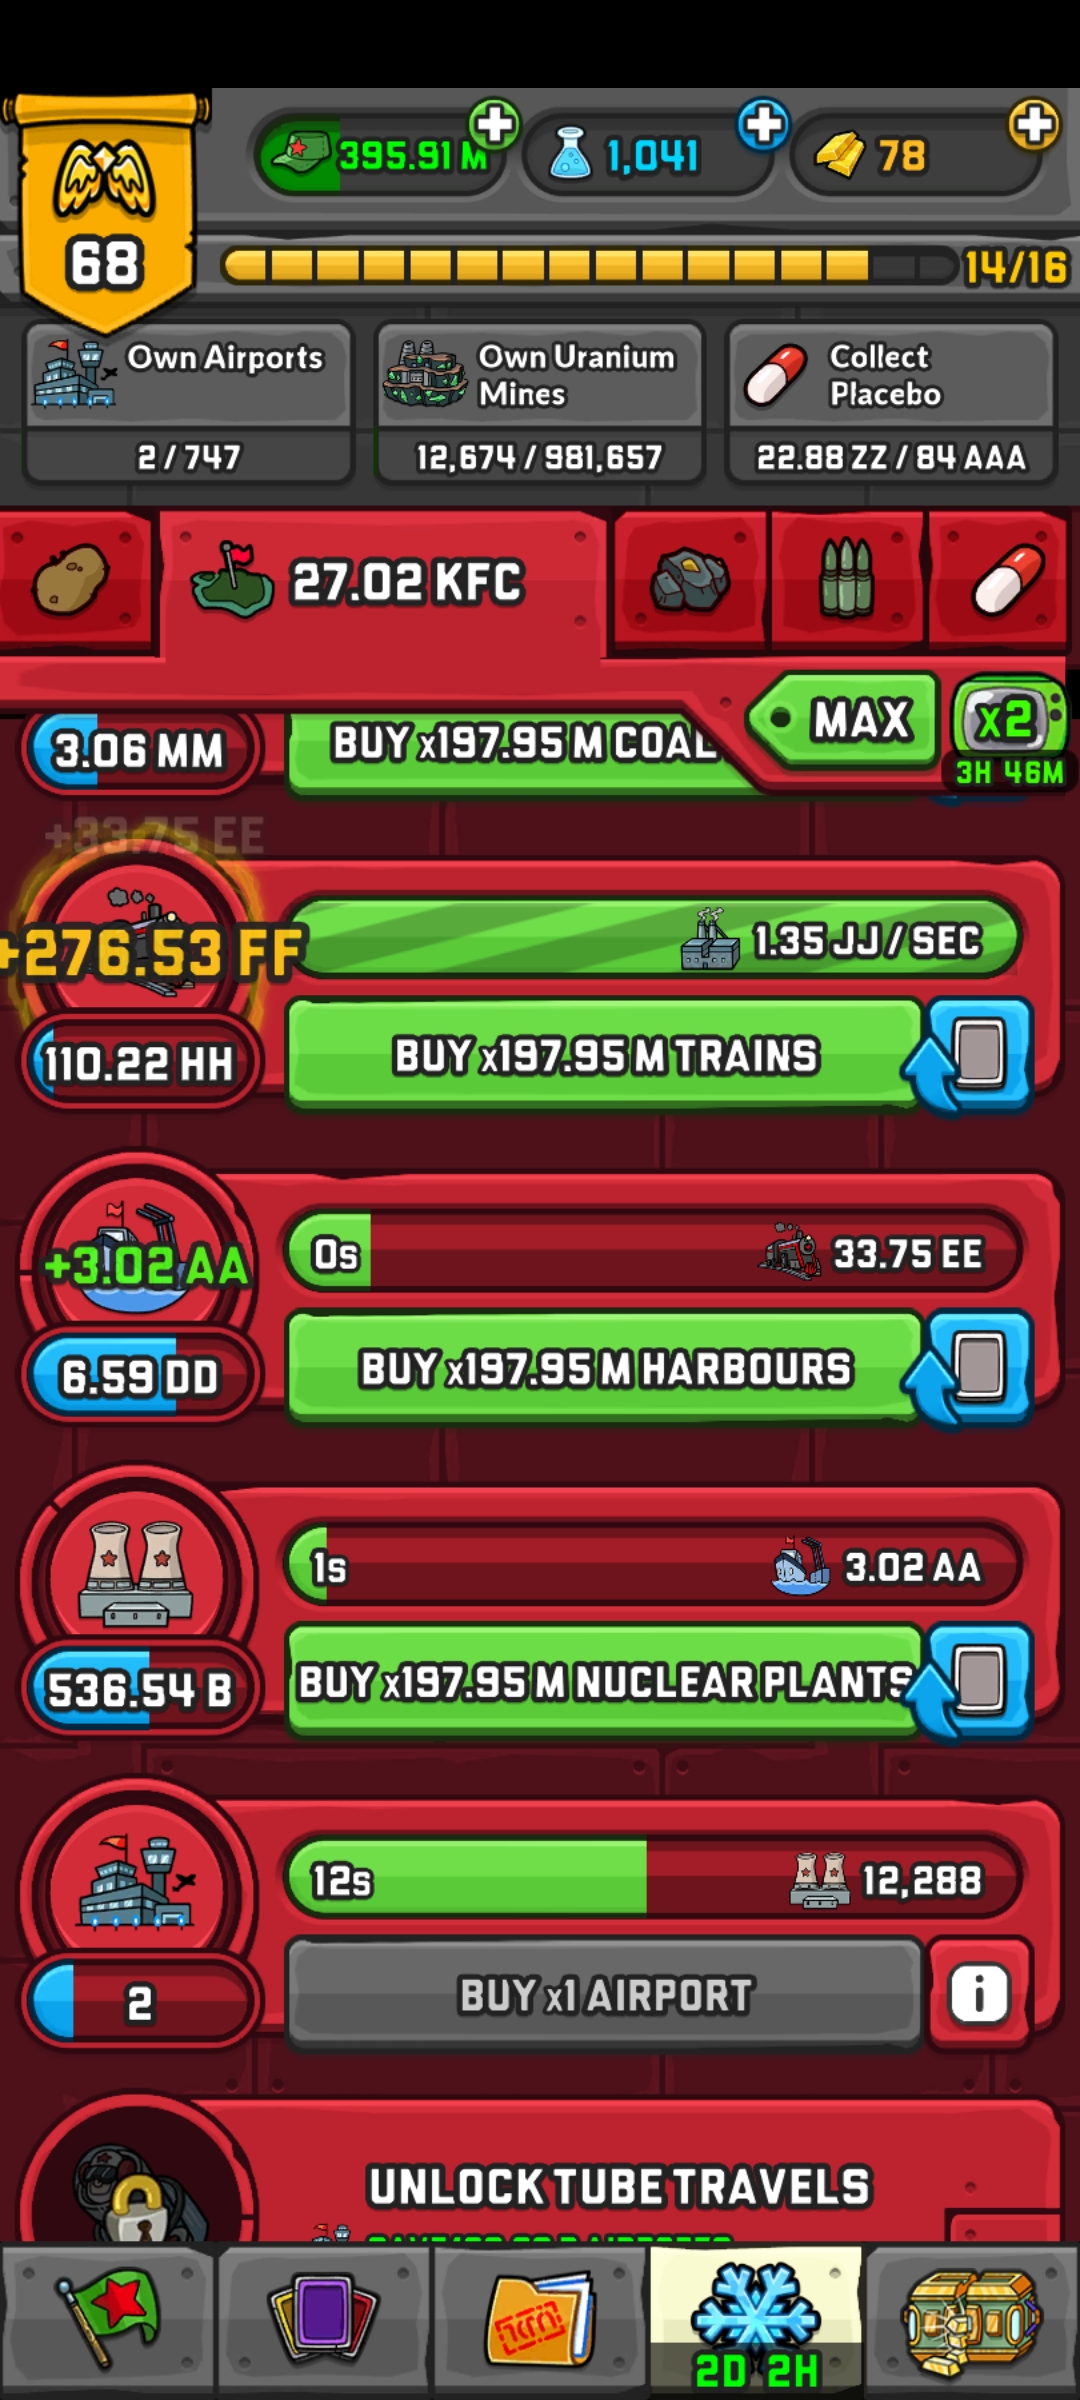 395.91 M
1,041
78
68
14/16
Own Airports
2 / 747
Own Uranium
Mines
12,674 / 981,657
Collect
Placebo
22.88 ZZ / 84 AAA
27.02 KFC
MAX
x2
3H 46M
3.06 MM
BUY x197.95 M COAL
+33.75 EE
+276.53 FF
1.35 JJ / SEC
110.22 HH
BUY x197.95 M TRAINS
+3.02 AA
0s
33.75 EE
6.59 DD
BUY x197.95 M HARBOURS
1s
3.02 AA
536.54 B
BUY x197.95 M NUCLEAR PLANTS
12s
12,288
2
BUY x1 AIRPORT
i
UNLOCK TUBE TRAVELS
2D 2H